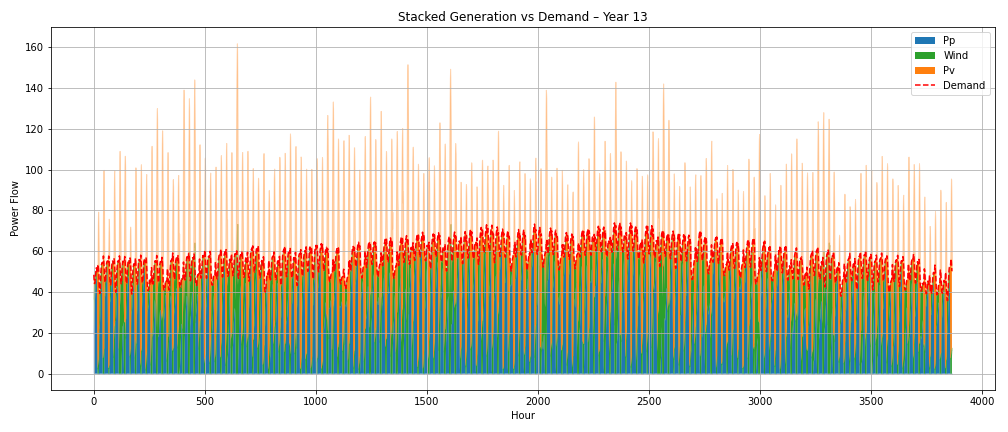 Stacked Generation vs Demand – Year 13
Power Flow
160
140
120
100
80
60
40
20
0
0 500 1000 1500 2000 2500 3000 3500 4000
Hour
Pp
Wind
Pv
Demand